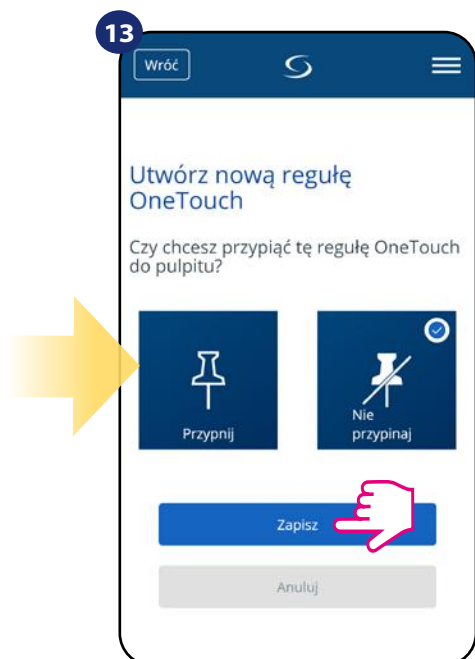 13
Wróć
Utwórz nową regułę
OneTouch
Czy chcesz przypiąć tę regułę OneTouch
do pulpitu?
Przypnij
Nie
przypinaj
Zapisz
Anuluj